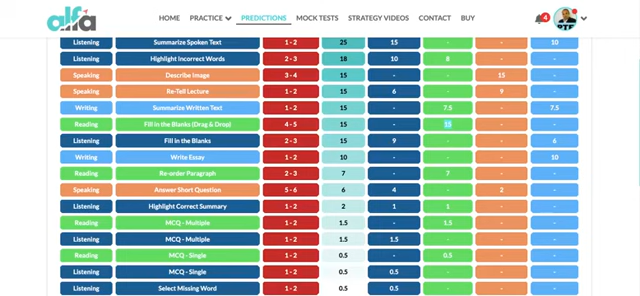 alfa
HOME PRACTICE PREDICTIONS MOCK TESTS STRATEGY VIDEOS CONTACT BUY 4
Listening Summarize Spoken Text 1 - 2 25 15 - - 10
Listening Highlight Incorrect Words 2 - 3 18 10 8 - -
Speaking Describe Image 3 - 4 15 - - 15 -
Speaking Re-Tell Lecture 1 - 2 15 6 - 9 -
Writing Summarize Written Text 1 - 2 15 - 7.5 - 7.5
Reading Fill in the Blanks (Drag & Drop) 4 - 5 15 - 15 - -
Listening Fill in the Blanks 2 - 3 15 9 - - 6
Writing Write Essay 1 - 2 10 - - - 10
Reading Re-order Paragraph 2 - 3 7 - 7 - -
Speaking Answer Short Question 5 - 6 6 4 - 2 -
Listening Highlight Correct Summary 1 - 2 2 1 1 - -
Reading MCQ - Multiple 1 - 2 1.5 - 1.5 - -
Listening MCQ - Multiple 1 - 2 1.5 1.5 - - -
Reading MCQ - Single 1 - 2 0.5 - 0.5 - -
Listening MCQ - Single 1 - 2 0.5 0.5 - - -
Listening Select Missing Word 1 - 2 0.5 0.5 - - -